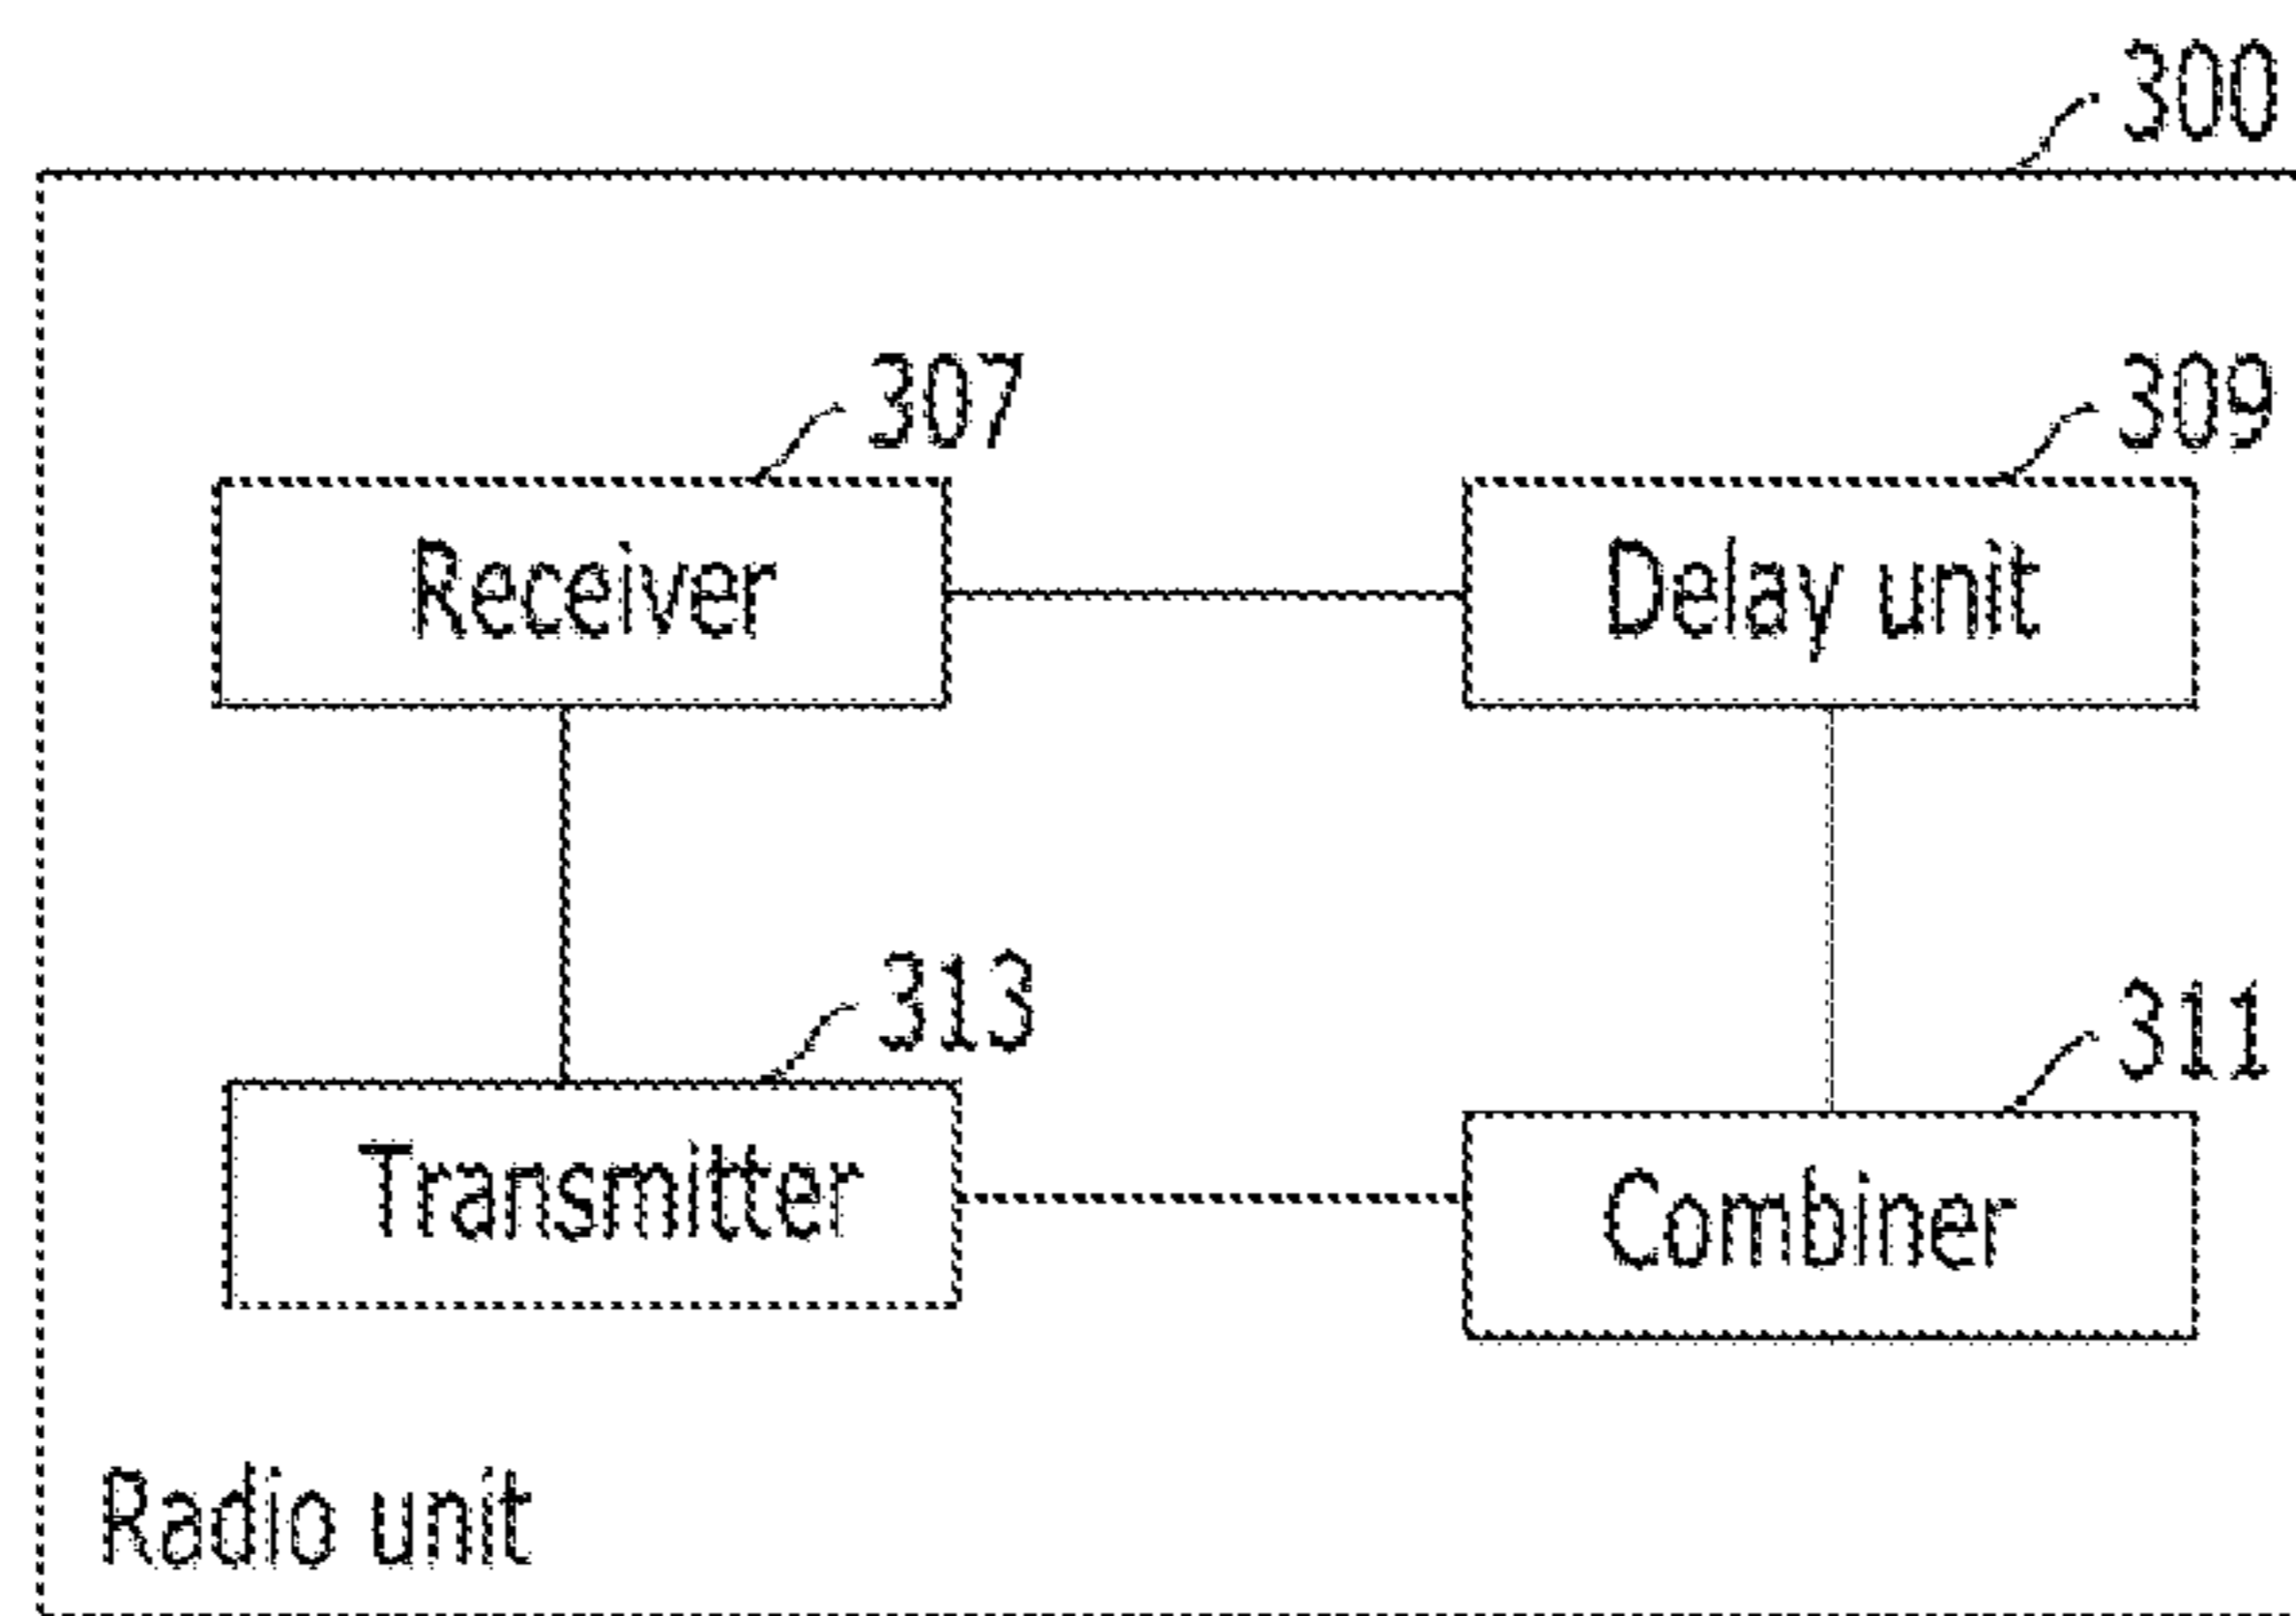 300
307
309
Receiver
Delay unit
313
311
Transmitter
Combiner
Radio unit